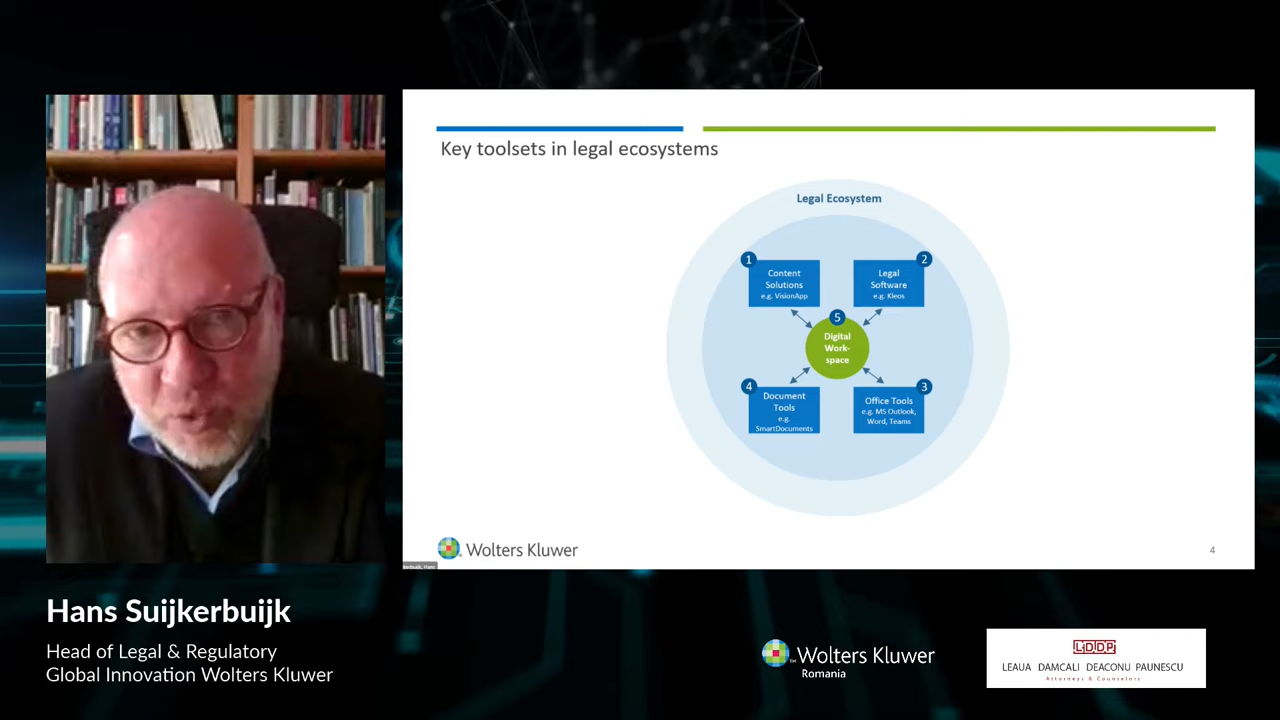 Key toolsets in legal ecosystems
Legal Ecosystem
1
Content
Solutions
e.g. VisionApp
2
Legal
Software
e.g. Kleos
5
Digital
Work-
space
4
Document
Tools
e.g.
SmartDocuments
3
Office Tools
e.g. MS Outlook,
Word, Teams
Wolters Kluwer
4
Hans Suijkerbuijk
Head of Legal & Regulatory
Global Innovation Wolters Kluwer
Wolters Kluwer
Romania
LDDP
LEAUA DAMCALI DEACONU PAUNESCU
Attorneys & Counselors